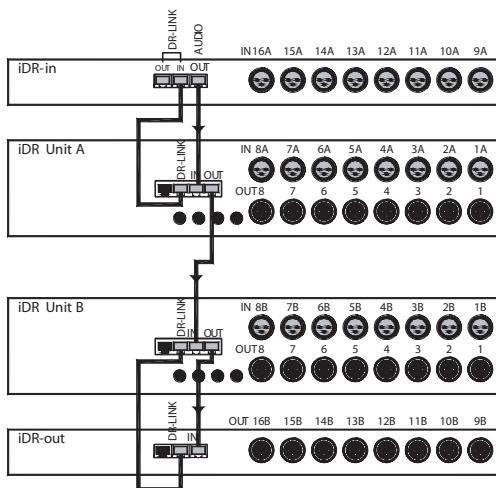 DR-LINK
AUDIO
OUT IN OUT
iDR-in
IN16A 15A 14A 13A 12A 11A 10A 9A
iDR Unit A
DR-LINK
IN OUT
IN 8A 7A 6A 5A 4A 3A 2A 1A
OUT8 7 6 5 4 3 2 1
iDR Unit B
DR-LINK
IN OUT
IN 8B 7B 6B 5B 4B 3B 2B 1B
OUT8 7 6 5 4 3 2 1
iDR-out
DR-LINK
IN
OUT 16B 15B 14B 13B 12B 11B 10B 9B